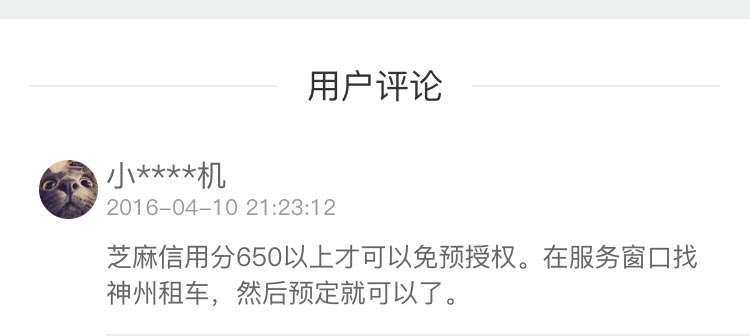 用户评论
小****机
2016-04-10 21:23:12
芝麻信用分650以上才可以免预授权。在服务窗口找
神州租车，然后预定就可以了。